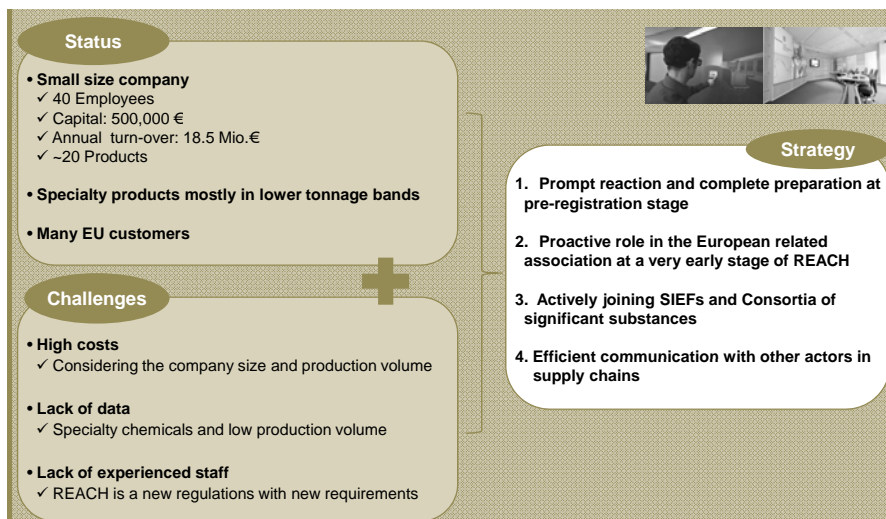 Status
• Small size company
✓ 40 Employees
✓ Capital: 500,000 €
✓ Annual turn-over: 18.5 Mio.€
✓ ~20 Products
• Specialty products mostly in lower tonnage bands
• Many EU customers
Challenges
• High costs
✓ Considering the company size and production volume
• Lack of data
✓ Specialty chemicals and low production volume
• Lack of experienced staff
✓ REACH is a new regulations with new requirements
Strategy
1. Prompt reaction and complete preparation at
pre-registration stage
2. Proactive role in the European related
association at a very early stage of REACH
3. Actively joining SIEFs and Consortia of
significant substances
4. Efficient communication with other actors in
supply chains